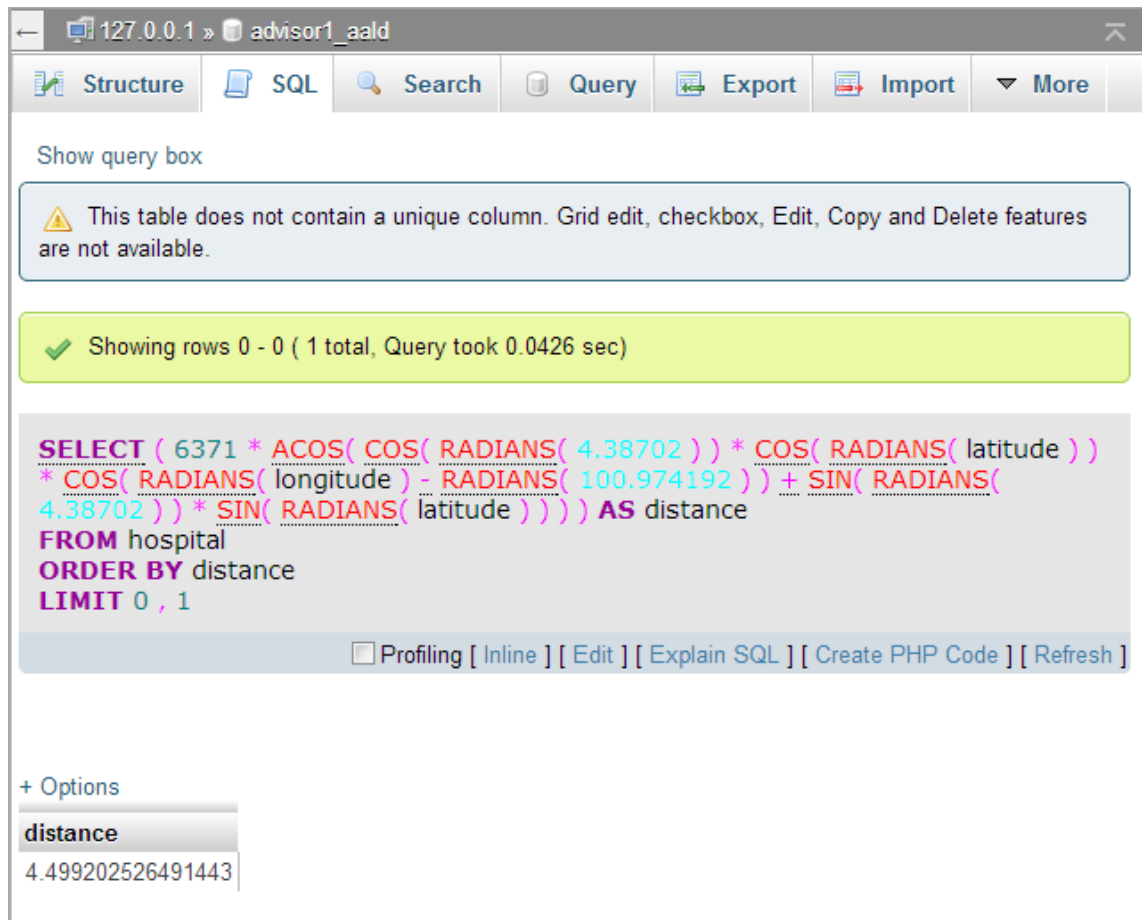 ← 127.0.0.1 » advisor1_aald
Structure SQL Search Query Export Import More
Show query box
This table does not contain a unique column. Grid edit, checkbox, Edit, Copy and Delete features
are not available.
Showing rows 0 - 0 ( 1 total, Query took 0.0426 sec)
SELECT ( 6371 * ACOS( COS( RADIANS( 4.38702 ) ) * COS( RADIANS( latitude ) )
* COS( RADIANS( longitude ) - RADIANS( 100.974192 ) ) + SIN( RADIANS(
4.38702 ) ) * SIN( RADIANS( latitude ) ) ) ) AS distance
FROM hospital
ORDER BY distance
LIMIT 0 , 1
Profiling [ Inline ] [ Edit ] [ Explain SQL ] [ Create PHP Code ] [ Refresh ]
+ Options
distance
4.499202526491443